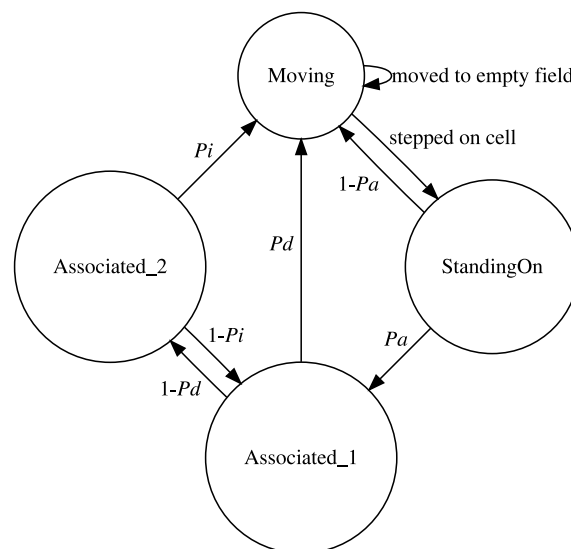 Moving
moved to empty field
stepped on cell
Pi
1-Pa
Pd
Associated_2
StandingOn
1-Pi
Pa
1-Pd
Associated_1